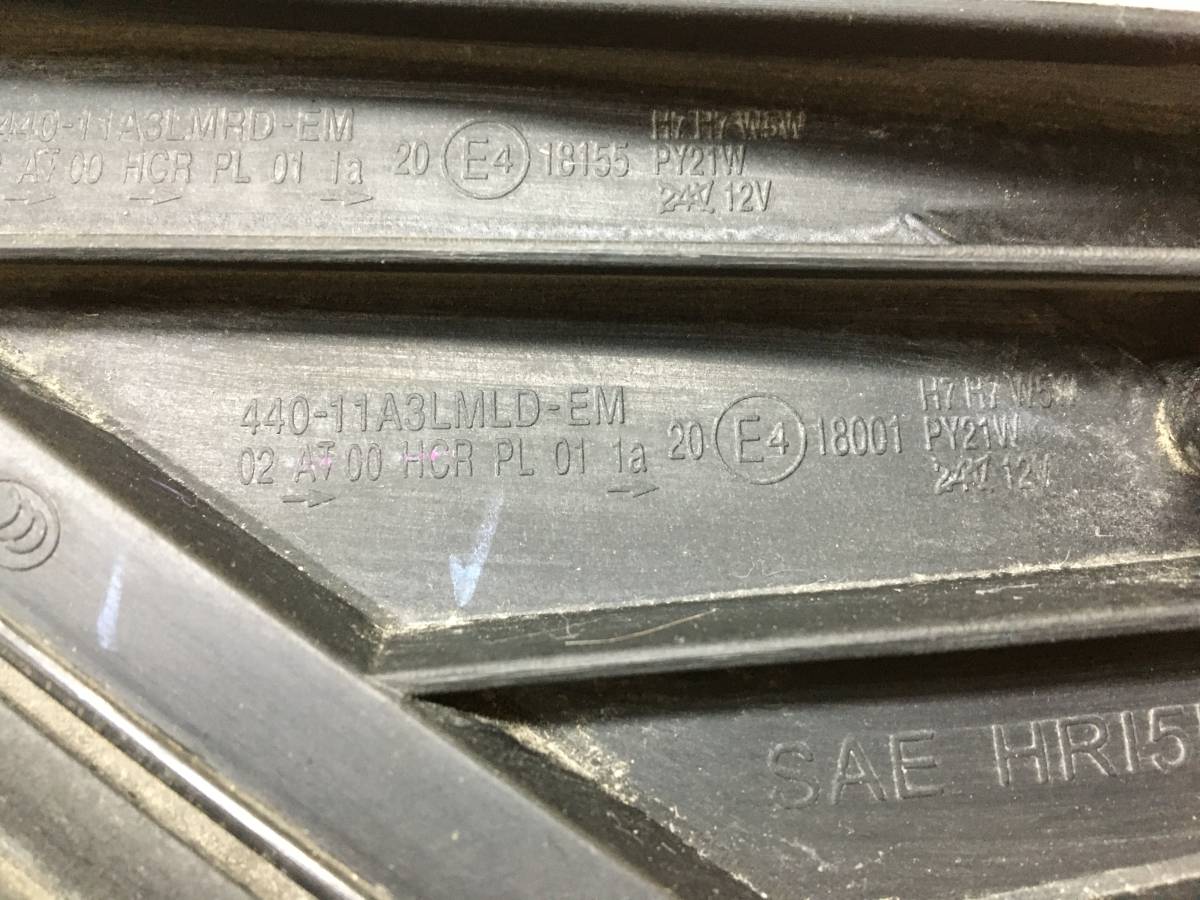 440-11A3LMRD-EM
AT 00 HCR PL 01 1a
20 E4 18155
H7 H7 W5W
PY21W
24V, 12V
440-11A3LMLD-EM
02 AT 00 HCR PL 01 1a
20 E4 18001
H7 H7 W5W
PY21W
24V, 12V
SAE HRI5